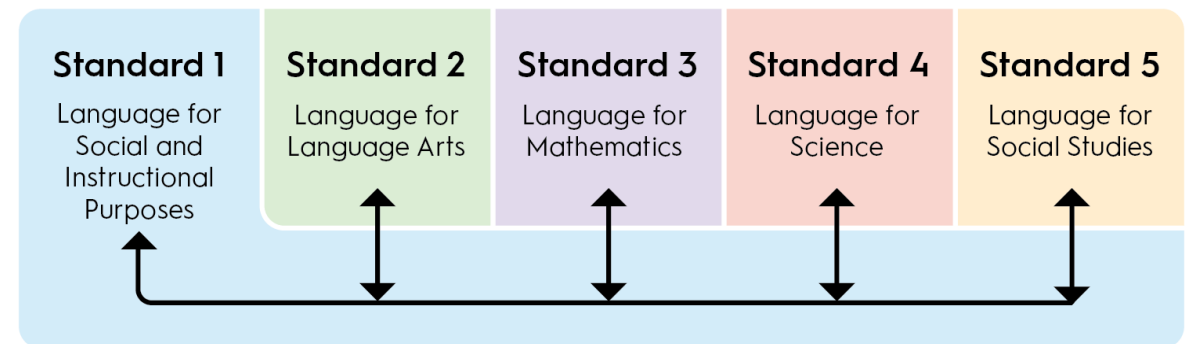 Standard 1
Language for
Social and
Instructional
Purposes
Standard 2
Language for
Language Arts
Standard 3
Language for
Mathematics
Standard 4
Language for
Science
Standard 5
Language for
Social Studies